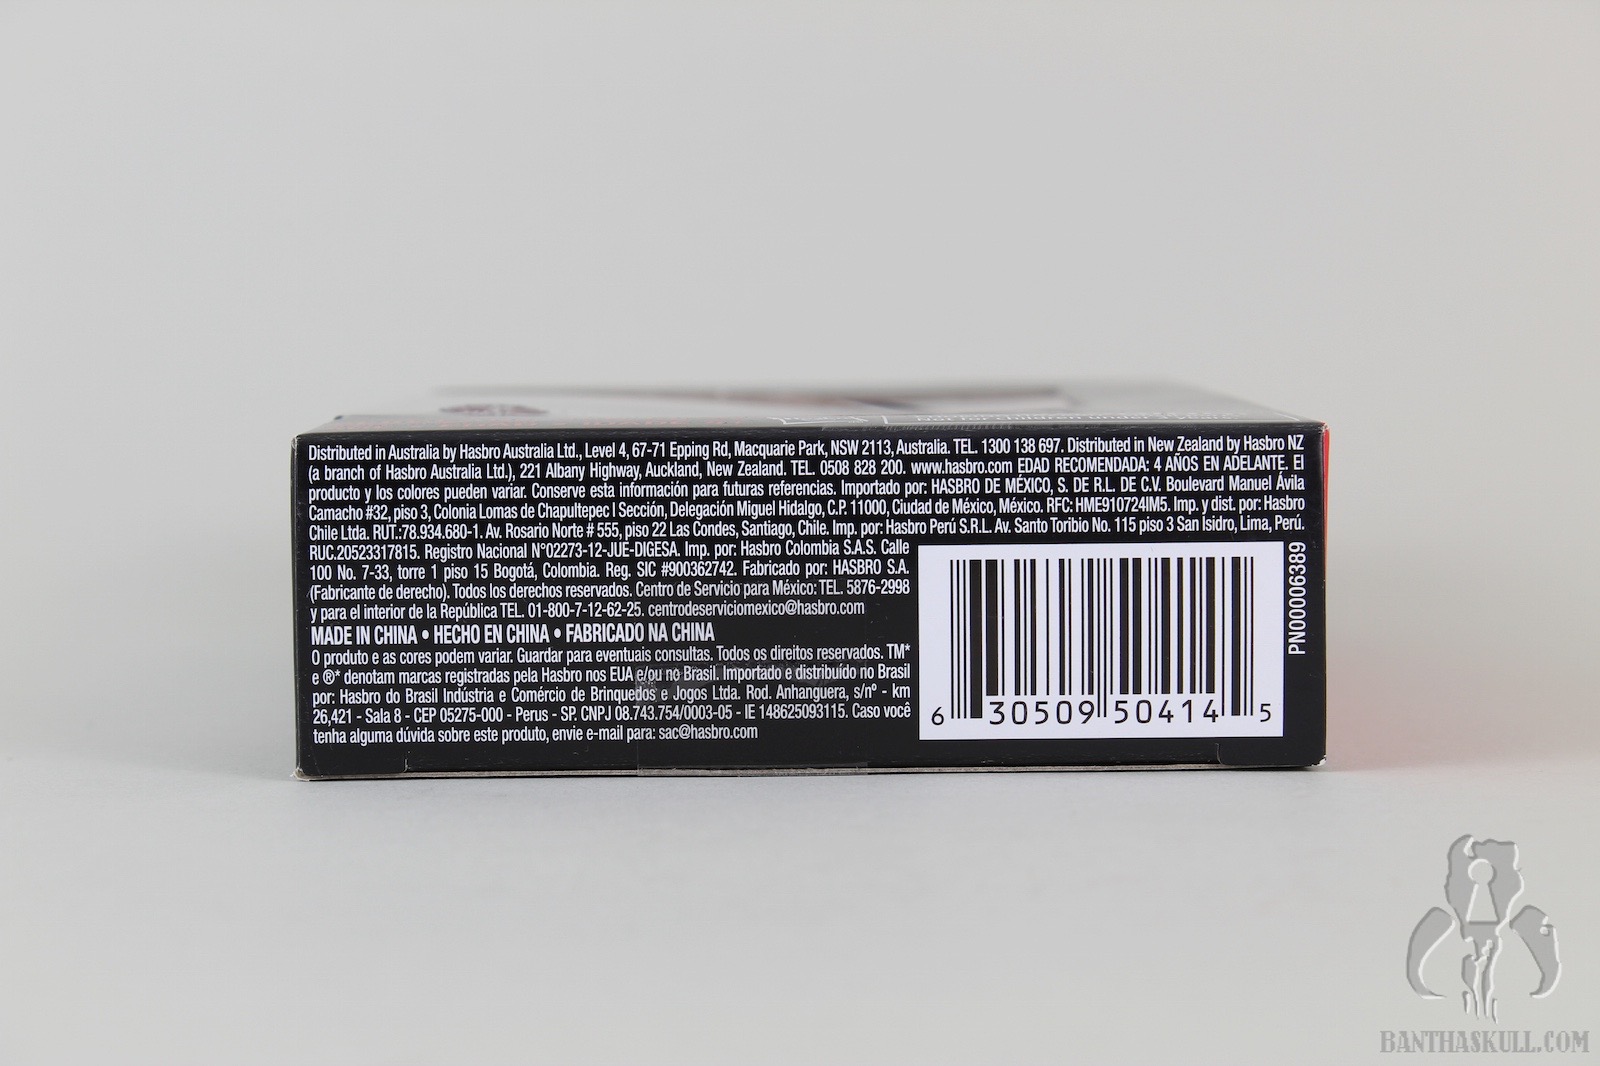 Not for children under
Distributed in Australia by Hasbro Australia Ltd., Level 4, 67-71 Epping Rd, Macquarie Park, NSW 2113, Australia. TEL. 1300 138 697. Distributed in New Zealand by Hasbro NZ
(a branch of Hasbro Australia Ltd.), 221 Albany Highway, Auckland, New Zealand. TEL. 0508 828 200. www.hasbro.com EDAD RECOMENDADA: 4 AÑOS EN ADELANTE. El
producto y los colores pueden variar. Conserve esta información para futuras referencias. Importado por: HASBRO DE MÉXICO, S. DE R.L. DE C.V. Boulevard Manuel Ávila
Camacho #32, piso 3, Colonia Lomas de Chapultepec I Sección, Delegación Miguel Hidalgo, C.P. 11000, Ciudad de México, México. RFC: HME910724IM5. Imp. y dist. por: Hasbro
Chile Ltda. RUT.:78.934.680-1. Av. Rosario Norte # 555, piso 22 Las Condes, Santiago, Chile. Imp. por: Hasbro Perú S.R.L. Av. Santo Toribio No. 115 piso 3 San Isidro, Lima, Perú.
RUC.20523317815. Registro Nacional N°02273-12-JUE-DIGESA. Imp. por: Hasbro Colombia S.A.S. Calle
100 No. 7-33, torre 1 piso 15 Bogotá, Colombia. Reg. SIC #900362742. Fabricado por: HASBRO S.A.
(Fabricante de derecho). Todos los derechos reservados. Centro de Servicio para México: TEL. 5876-2998
y para el interior de la República TEL. 01-800-7-12-62-25. centrodeserviciomexico@hasbro.com
MADE IN CHINA • HECHO EN CHINA • FABRICADO NA CHINA
O produto e as cores podem variar. Guardar para eventuais consultas. Todos os direitos reservados. TM*
e ®* denotam marcas registradas pela Hasbro nos EUA e/ou no Brasil. Importado e distribuído no Brasil
por: Hasbro do Brasil Indústria e Comércio de Brinquedos e Jogos Ltda. Rod. Anhanguera, s/nº - km
26,421 - Sala 8 - CEP 05275-000 - Perus - SP. CNPJ 08.743.754/0003-05 - IE 148625093115. Caso você
tenha alguma dúvida sobre este produto, envie e-mail para: sac@hasbro.com
6 30509 50414 5
PN00006389
BANTHASKULL.COM